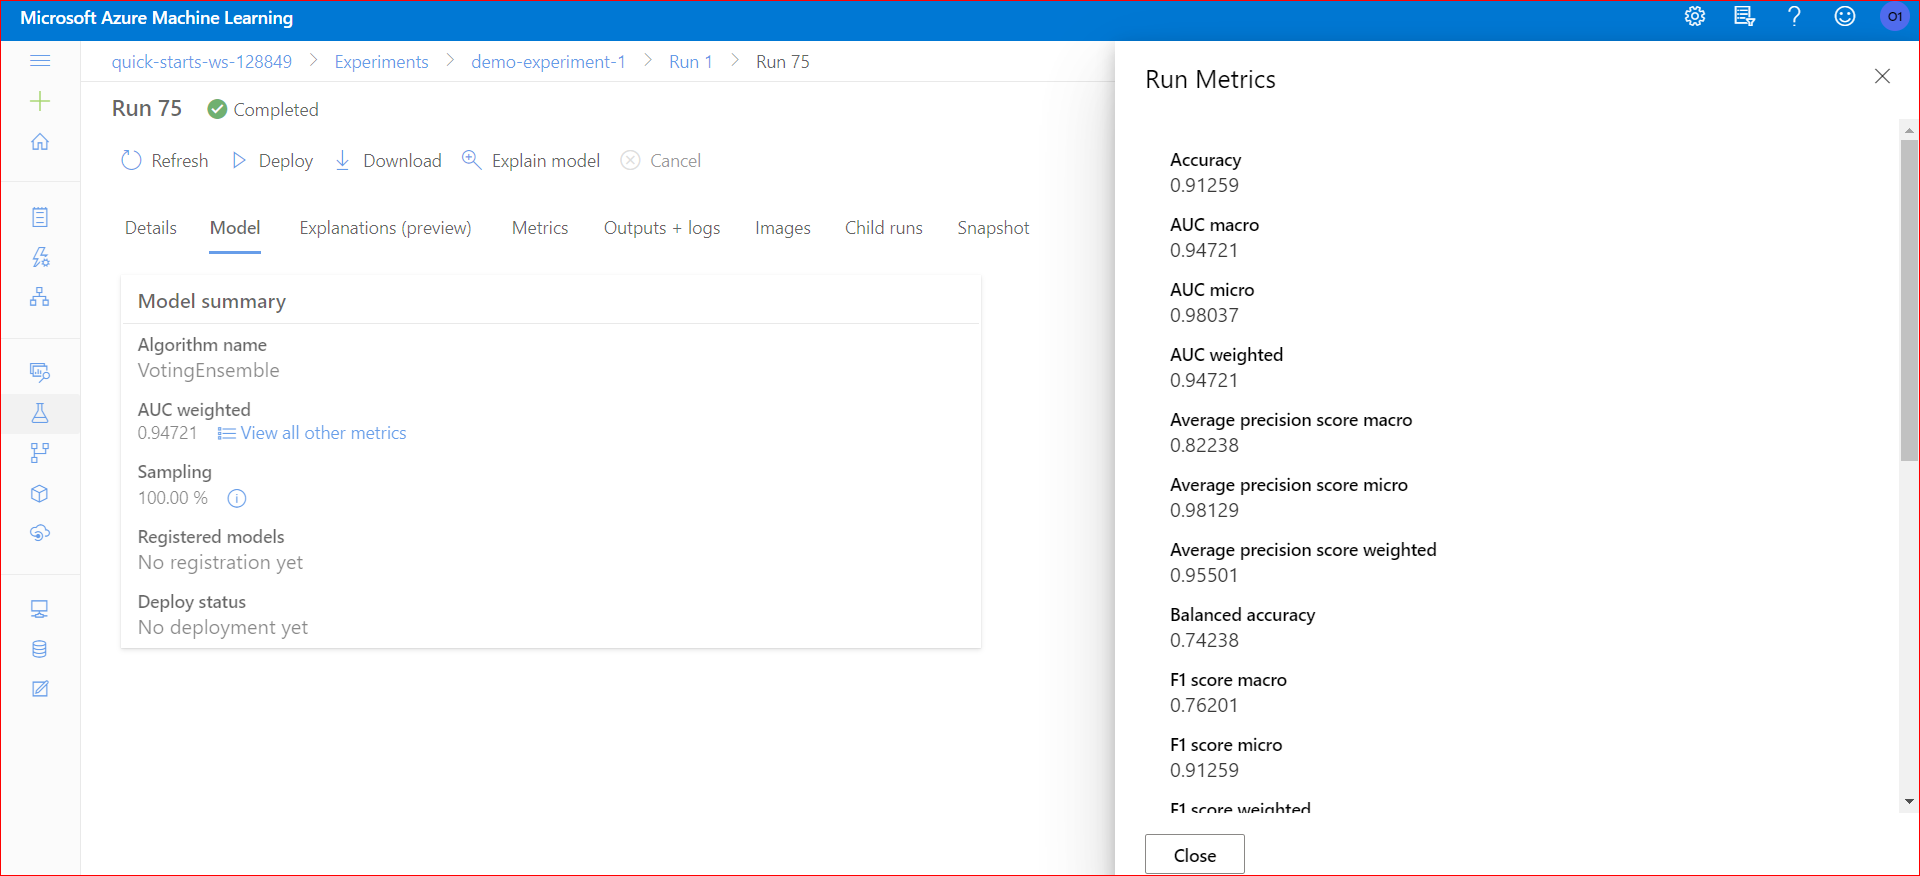 Microsoft Azure Machine Learning
O1
quick-starts-ws-128849 > Experiments > demo-experiment-1 > Run 1 > Run 75
Run 75 Completed
Refresh Deploy Download Explain model Cancel
Details Model Explanations (preview) Metrics Outputs + logs Images Child runs Snapshot
Model summary
Algorithm name
VotingEnsemble
AUC weighted
0.94721 View all other metrics
Sampling
100.00 %
Registered models
No registration yet
Deploy status
No deployment yet
Run Metrics
Accuracy
0.91259
AUC macro
0.94721
AUC micro
0.98037
AUC weighted
0.94721
Average precision score macro
0.82238
Average precision score micro
0.98129
Average precision score weighted
0.95501
Balanced accuracy
0.74238
F1 score macro
0.76201
F1 score micro
0.91259
F1 score weighted
Close